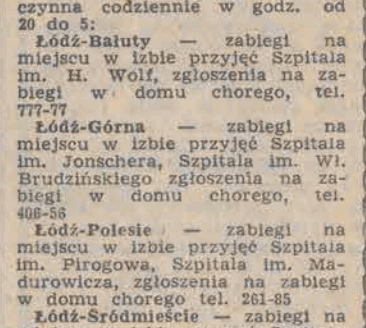 czynna codziennie w godz. od
20 do 5:
Łódź-Bałuty — zabiegi na
miejscu w izbie przyjęć Szpitala
im. H. Wolf, zgłoszenia na za-
biegi w domu chorego, tel.
777-77
Łódź-Górna — zabiegi na
miejscu w izbie przyjęć Szpitala
im. Jonschera, Szpitala im. Wł.
Brudzińskiego zgłoszenia na za-
biegi w domu chorego, tel.
406-56
Łódź-Polesie — zabiegi na
miejscu w izbie przyjęć Szpitala
im. Pirogowa, Szpitala im. Ma-
durowicza, zgłoszenia na zabiegi
w domu chorego tel. 261-85
Łódź-Śródmieście — zabiegi na